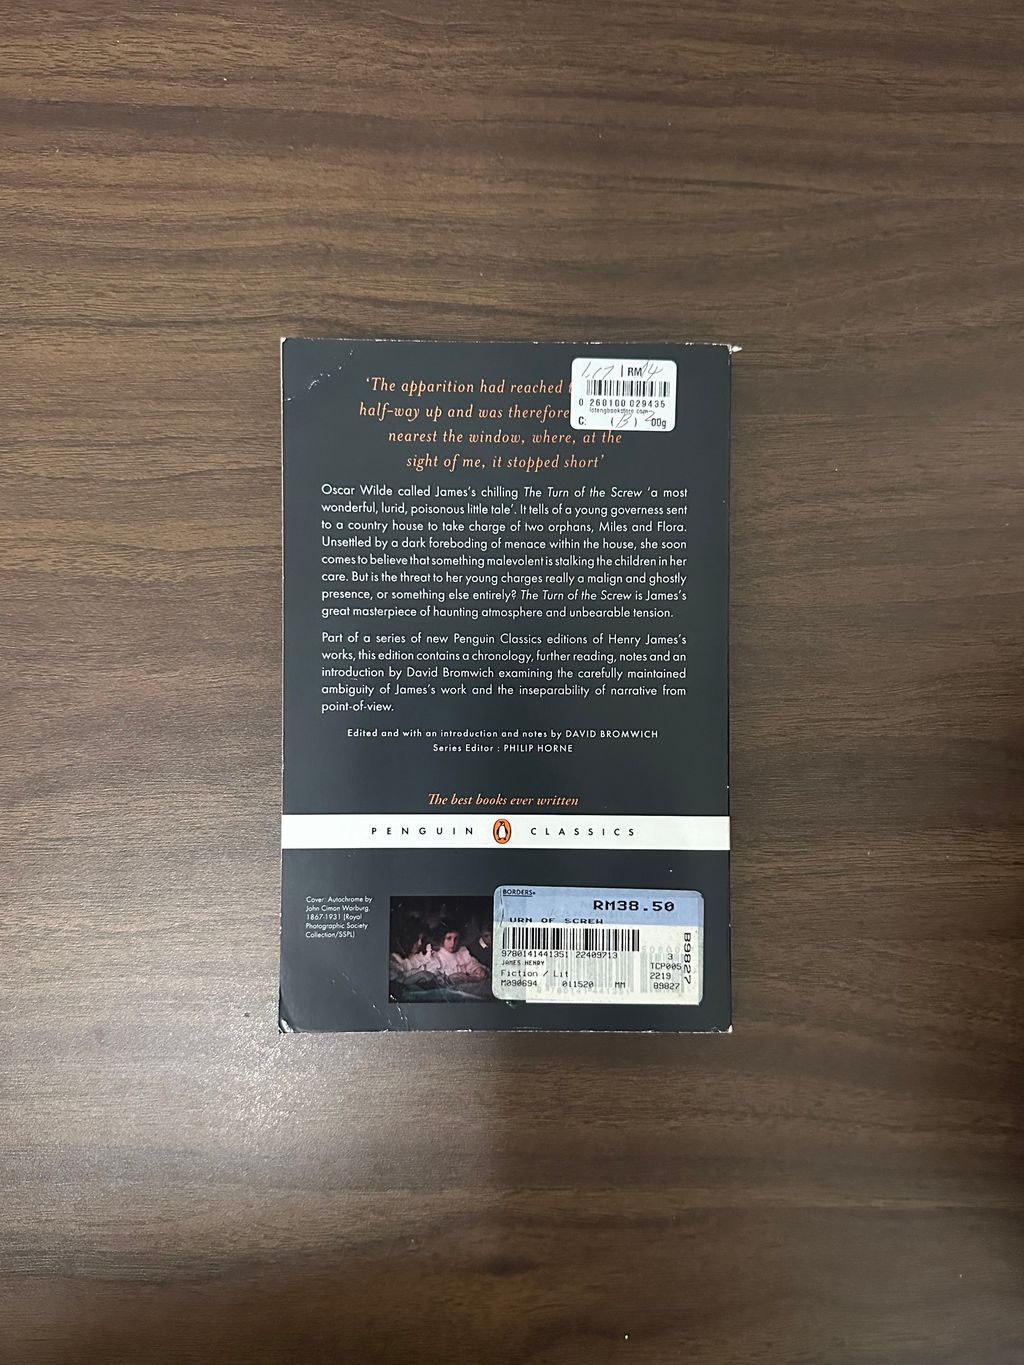 ‘The apparition had reached
half-way up and was therefore
nearest the window, where, at the
sight of me, it stopped short’
RM14
0 260100 029435
C: ( B ) 200g
Oscar Wilde called James’s chilling The Turn of the Screw ‘a most
wonderful, lurid, poisonous little tale’. It tells of a young governess sent
to a country house to take charge of two orphans, Miles and Flora.
Unsettled by a dark foreboding of menace within the house, she soon
comes to believe that something malevolent is stalking the children in her
care. But is the threat to her young charges really a malign and ghostly
presence, or something else entirely? The Turn of the Screw is James’s
great masterpiece of haunting atmosphere and unbearable tension.
Part of a series of new Penguin Classics editions of Henry James’s
works, this edition contains a chronology, further reading, notes and an
introduction by David Bromwich examining the carefully maintained
ambiguity of James’s work and the inseparability of narrative from
point-of-view.
Edited and with an introduction and notes by DAVID BROMWICH
Series Editor : PHILIP HORNE
The best books ever written
PENGUIN CLASSICS
Cover: Autochrome by
John Cimon Warburg,
1867-1931 (Royal
Photographic Society
Collection/SSPL)
BORDERS
RM38.50
URN OF SCREW
9780141441351 22409713 3
JAMES HENRY TCP005
Fiction / Lit 2219
M090694 011520 MM 89827
B9827